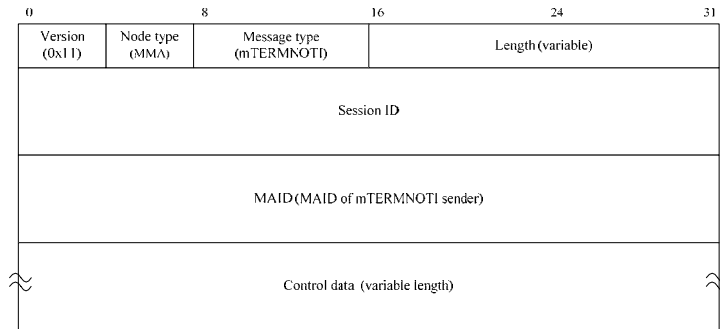 0 8 16 24 31
Version Node type Message type Length (variable)
(0x11) (MMA) (mTERMNOTI)
Session ID
MAID (MAID of mTERMNOTI sender)
Control data (variable length)